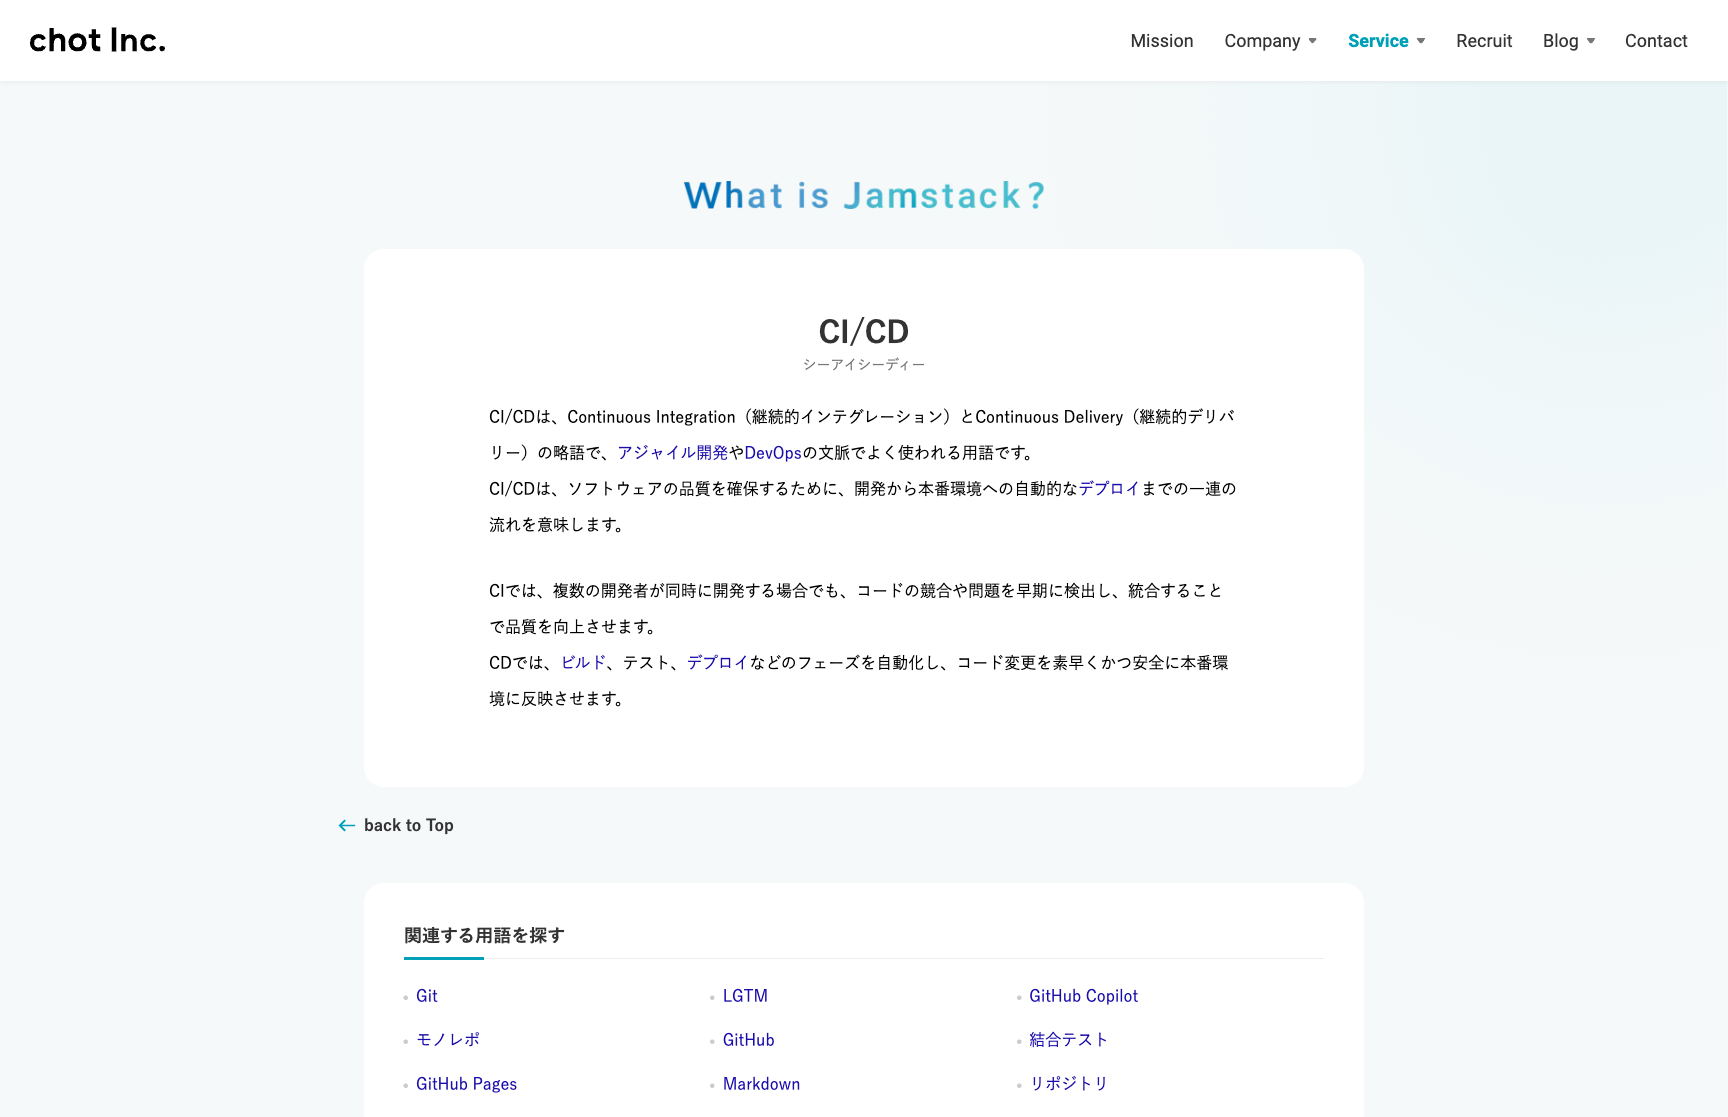 chot Inc.
Mission
Company
Service
Recruit
Blog
Contact
What is Jamstack?
CI/CD
シーアイシーディー
CI/CDは、Continuous Integration（継続的インテグレーション）とContinuous Delivery（継続的デリバ
リー）の略語で、アジャイル開発やDevOpsの文脈でよく使われる用語です。
CI/CDは、ソフトウェアの品質を確保するために、開発から本番環境への自動的なデプロイまでの一連の
流れを意味します。
CIでは、複数の開発者が同時に開発する場合でも、コードの競合や問題を早期に検出し、統合すること
で品質を向上させます。
CDでは、ビルド、テスト、デプロイなどのフェーズを自動化し、コード変更を素早くかつ安全に本番環
境に反映させます。
back to Top
関連する用語を探す
Git
LGTM
GitHub Copilot
モノレポ
GitHub
結合テスト
GitHub Pages
Markdown
リポジトリ